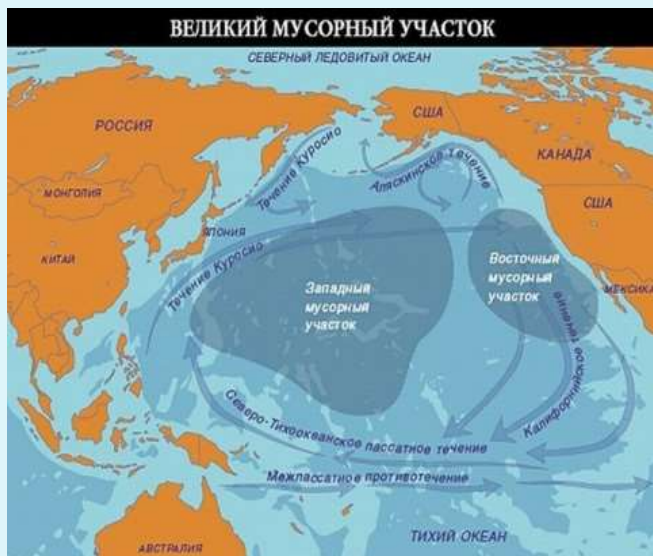 ВЕЛИКИЙ МУСОРНЫЙ УЧАСТОК
СЕВЕРНЫЙ ЛЕДОВИТЫЙ ОКЕАН
РОССИЯ
США
КАНАДА
Течение Куросио
Аляскинское течение
МОНГОЛИЯ
США
ЯПОНИЯ
КИТАЙ
Течение Куросио
Западный
мусорный
участок
Восточный
мусорный
участок
МЕКСИКА
Калифорнийское течение
Северо-Тихоокеанское пассатное течение
Межпассатное противотечение
ТИХИЙ ОКЕАН
АВСТРАЛИЯ